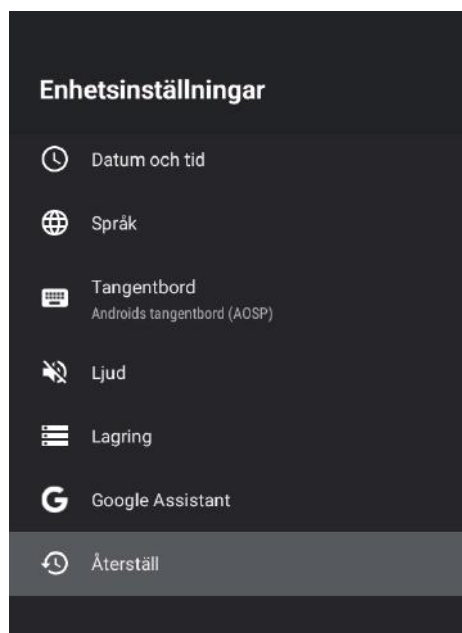 Enhetsinställningar
Datum och tid
Språk
Tangentbord
Androids tangentbord (AOSP)
Ljud
Lagring
Google Assistant
Återställ